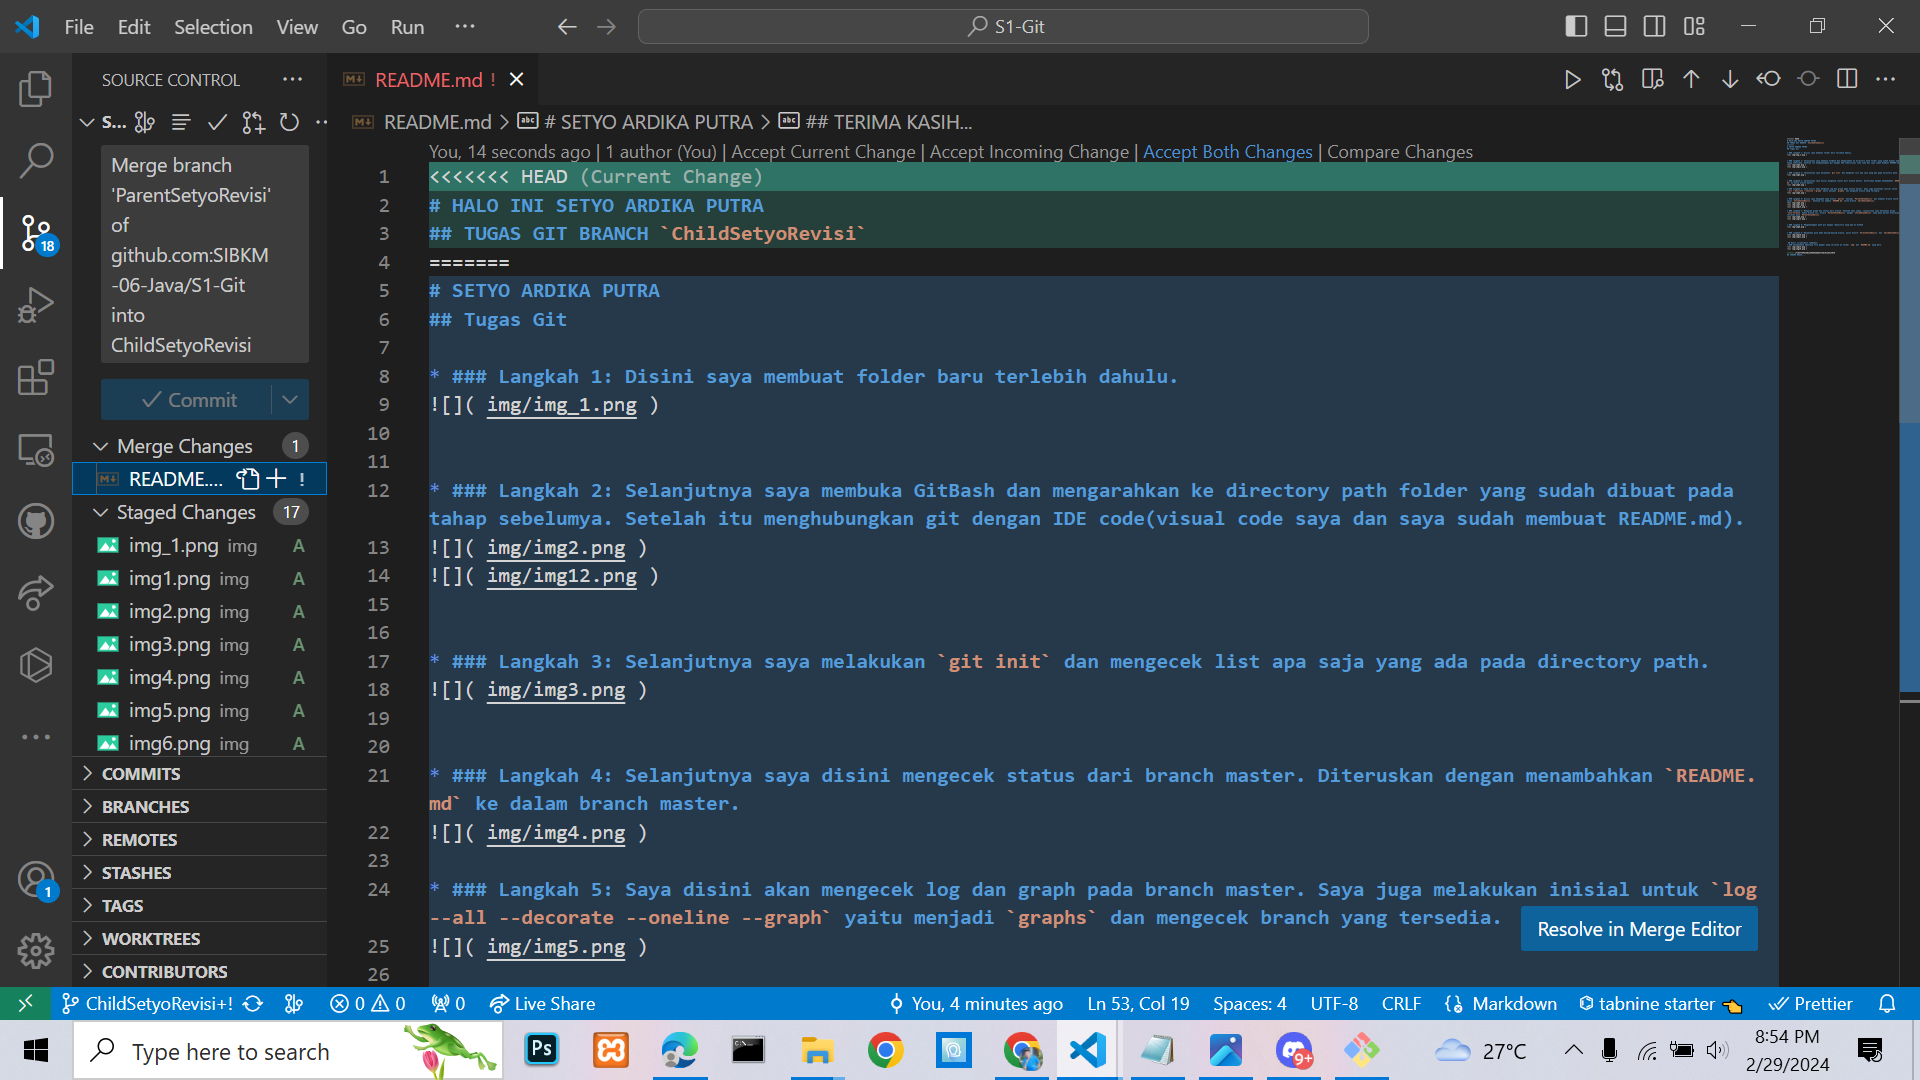 File Edit Selection View Go Run ··· S1-Git
SOURCE CONTROL ···
README.md ! 
S...
README.md > # SETYO ARDIKA PUTRA > ## TERIMA KASIH...
Merge branch
'ParentSetyoRevisi'
of
github.com:SIBKM
-06-Java/S1-Git
into
ChildSetyoRevisi
Commit
Merge Changes 1
README.... !
Staged Changes 17
img_1.png img A
img1.png img A
img2.png img A
img3.png img A
img4.png img A
img5.png img A
img6.png img A
COMMITS
BRANCHES
REMOTES
STASHES
TAGS
WORKTREES
CONTRIBUTORS
18
1
You, 14 seconds ago | 1 author (You) | Accept Current Change | Accept Incoming Change | Accept Both Changes | Compare Changes
1 <<<<<<< HEAD (Current Change)
2 # HALO INI SETYO ARDIKA PUTRA
3 ## TUGAS GIT BRANCH `ChildSetyoRevisi`
4 =======
5 # SETYO ARDIKA PUTRA
6 ## Tugas Git
7
8 * ### Langkah 1: Disini saya membuat folder baru terlebih dahulu.
9 ![]( img/img_1.png )
10
11
12 * ### Langkah 2: Selanjutnya saya membuka GitBash dan mengarahkan ke directory path folder yang sudah dibuat pada
tahap sebelumya. Setelah itu menghubungkan git dengan IDE code(visual code saya dan saya sudah membuat README.md).
13 ![]( img/img2.png )
14 ![]( img/img12.png )
15
16
17 * ### Langkah 3: Selanjutnya saya melakukan `git init` dan mengecek list apa saja yang ada pada directory path.
18 ![]( img/img3.png )
19
20
21 * ### Langkah 4: Selanjutnya saya disini mengecek status dari branch master. Diteruskan dengan menambahkan `README.
md` ke dalam branch master.
22 ![]( img/img4.png )
23
24 * ### Langkah 5: Saya disini akan mengecek log dan graph pada branch master. Saya juga melakukan inisial untuk `log
--all --decorate --oneline --graph` yaitu menjadi `graphs` dan mengecek branch yang tersedia.
25 ![]( img/img5.png )
26
Resolve in Merge Editor
ChildSetyoRevisi+! 0 0 0 Live Share You, 4 minutes ago Ln 53, Col 19 Spaces: 4 UTF-8 CRLF Markdown tabnine starter Prettier
Type here to search Ps 9+ 27°C 8:54 PM
2/29/2024